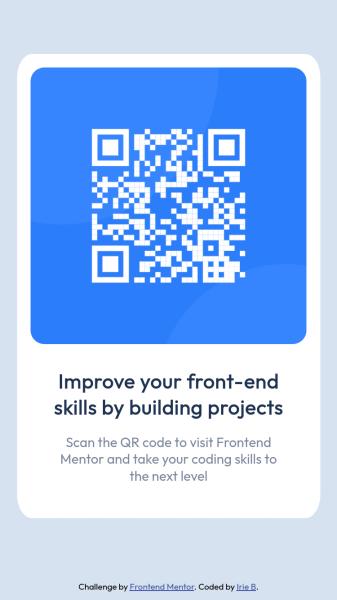 Improve your front-end
skills by building projects
Scan the QR code to visit Frontend
Mentor and take your coding skills to
the next level
Challenge by Frontend Mentor. Coded by Irie B.